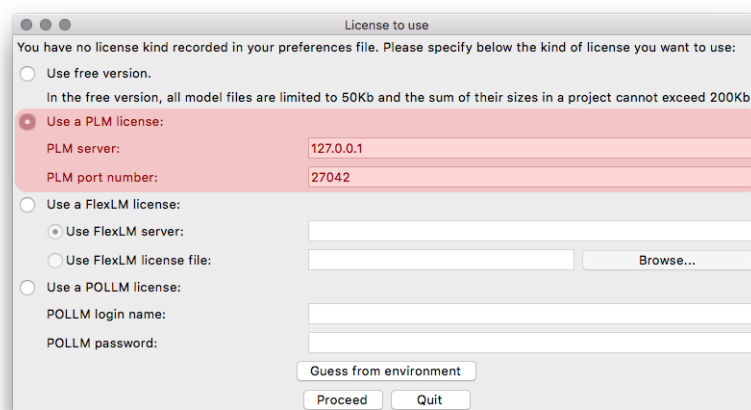 License to use
You have no license kind recorded in your preferences file. Please specify below the kind of license you want to use:
Use free version.
In the free version, all model files are limited to 50Kb and the sum of their sizes in a project cannot exceed 200Kb
Use a PLM license:
PLM server: 127.0.0.1
PLM port number: 27042
Use a FlexLM license:
Use FlexLM server:
Use FlexLM license file: Browse...
Use a POLLM license:
POLLM login name:
POLLM password:
Guess from environment
Proceed Quit